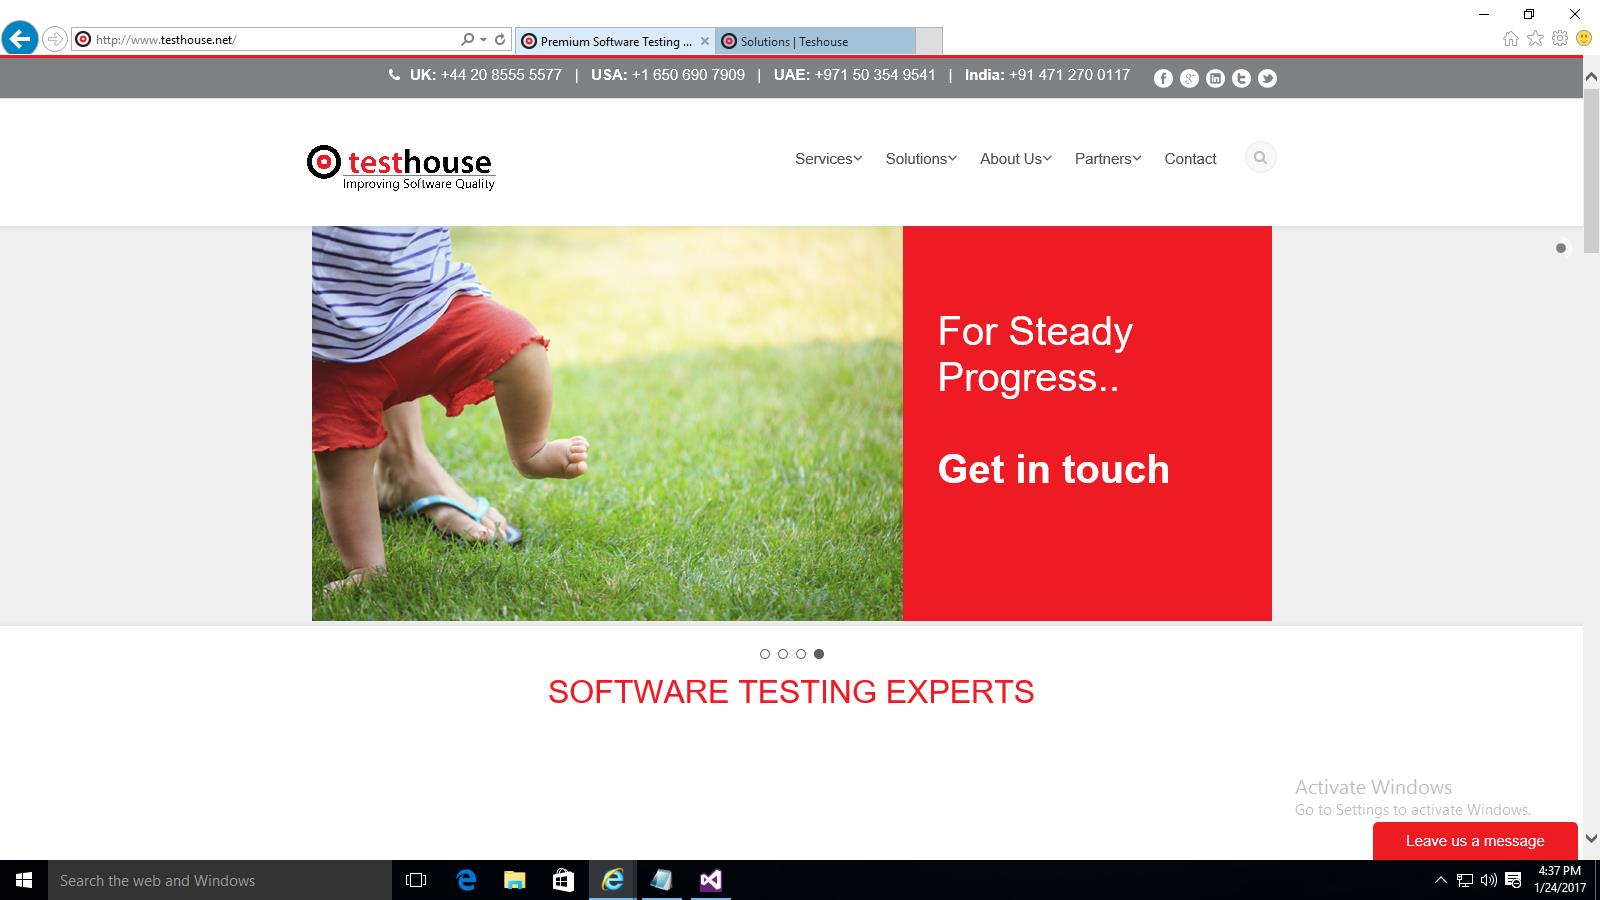 http://www.testhouse.net/
Premium Software Testing ...
Solutions | Teshouse
UK: +44 20 8555 5577 | USA: +1 650 690 7909 | UAE: +971 50 354 9541 | India: +91 471 270 0117
testhouse
Improving Software Quality
Services
Solutions
About Us
Partners
Contact
For Steady
Progress..
Get in touch
SOFTWARE TESTING EXPERTS
Activate Windows
Go to Settings to activate Windows.
Leave us a message
Search the web and Windows
4:37 PM
1/24/2017